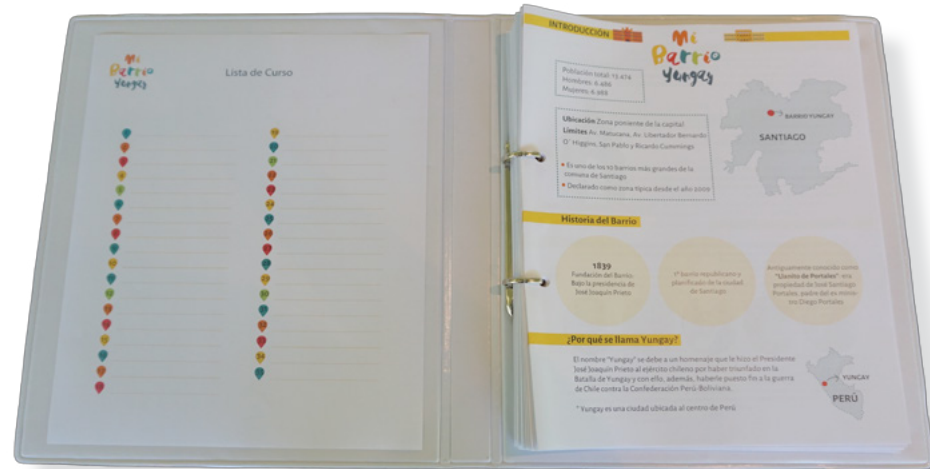 Mi
Barrio
Yungay
Lista de Curso
INTRODUCCIÓN
Mi
Barrio
Yungay
Población total: 13.474
Hombres: 6.486
Mujeres: 6.988
BARRIO YUNGAY
SANTIAGO
Ubicación Zona poniente de la capital
Límites Av. Matucana, Av. Libertador Bernardo
O´Higgins, San Pablo y Ricardo Cumming
• Es uno de los 10 barrios más grandes de la
comuna de Santiago
• Declarado como zona típica desde el año 2009
Historia del Barrio
1839
Fundación del Barrio.
Bajo la presidencia de
José Joaquín Prieto
1º barrio republicano y
planificado de la ciudad
de Santiago
Antiguamente conocido como
"Llanito de Portales": era
propiedad de José Santiago
Portales, padre del ex minis-
tro Diego Portales
¿Por qué se llama Yungay?
El nombre "Yungay" se debe a un homenaje que le hizo el Presidente
José Joaquín Prieto al ejército chileno por haber triunfado en la
Batalla de Yungay y con ello, además, haberle puesto fin a la guerra
de Chile contra la Confederación Perú-Boliviana.
* Yungay es una ciudad ubicada al centro de Perú
YUNGAY
PERÚ